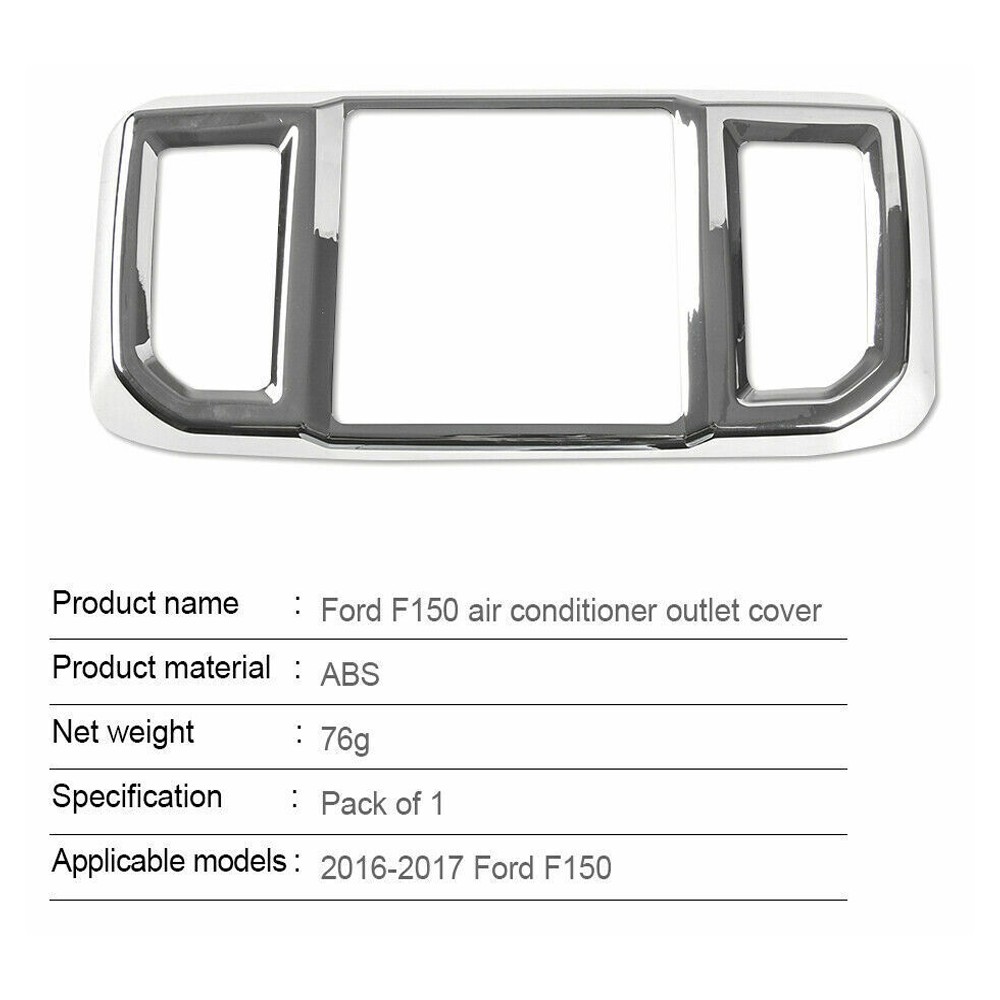 Product name : Ford F150 air conditioner outlet cover
Product material : ABS
Net weight : 76g
Specification : Pack of 1
Applicable models : 2016-2017 Ford F150